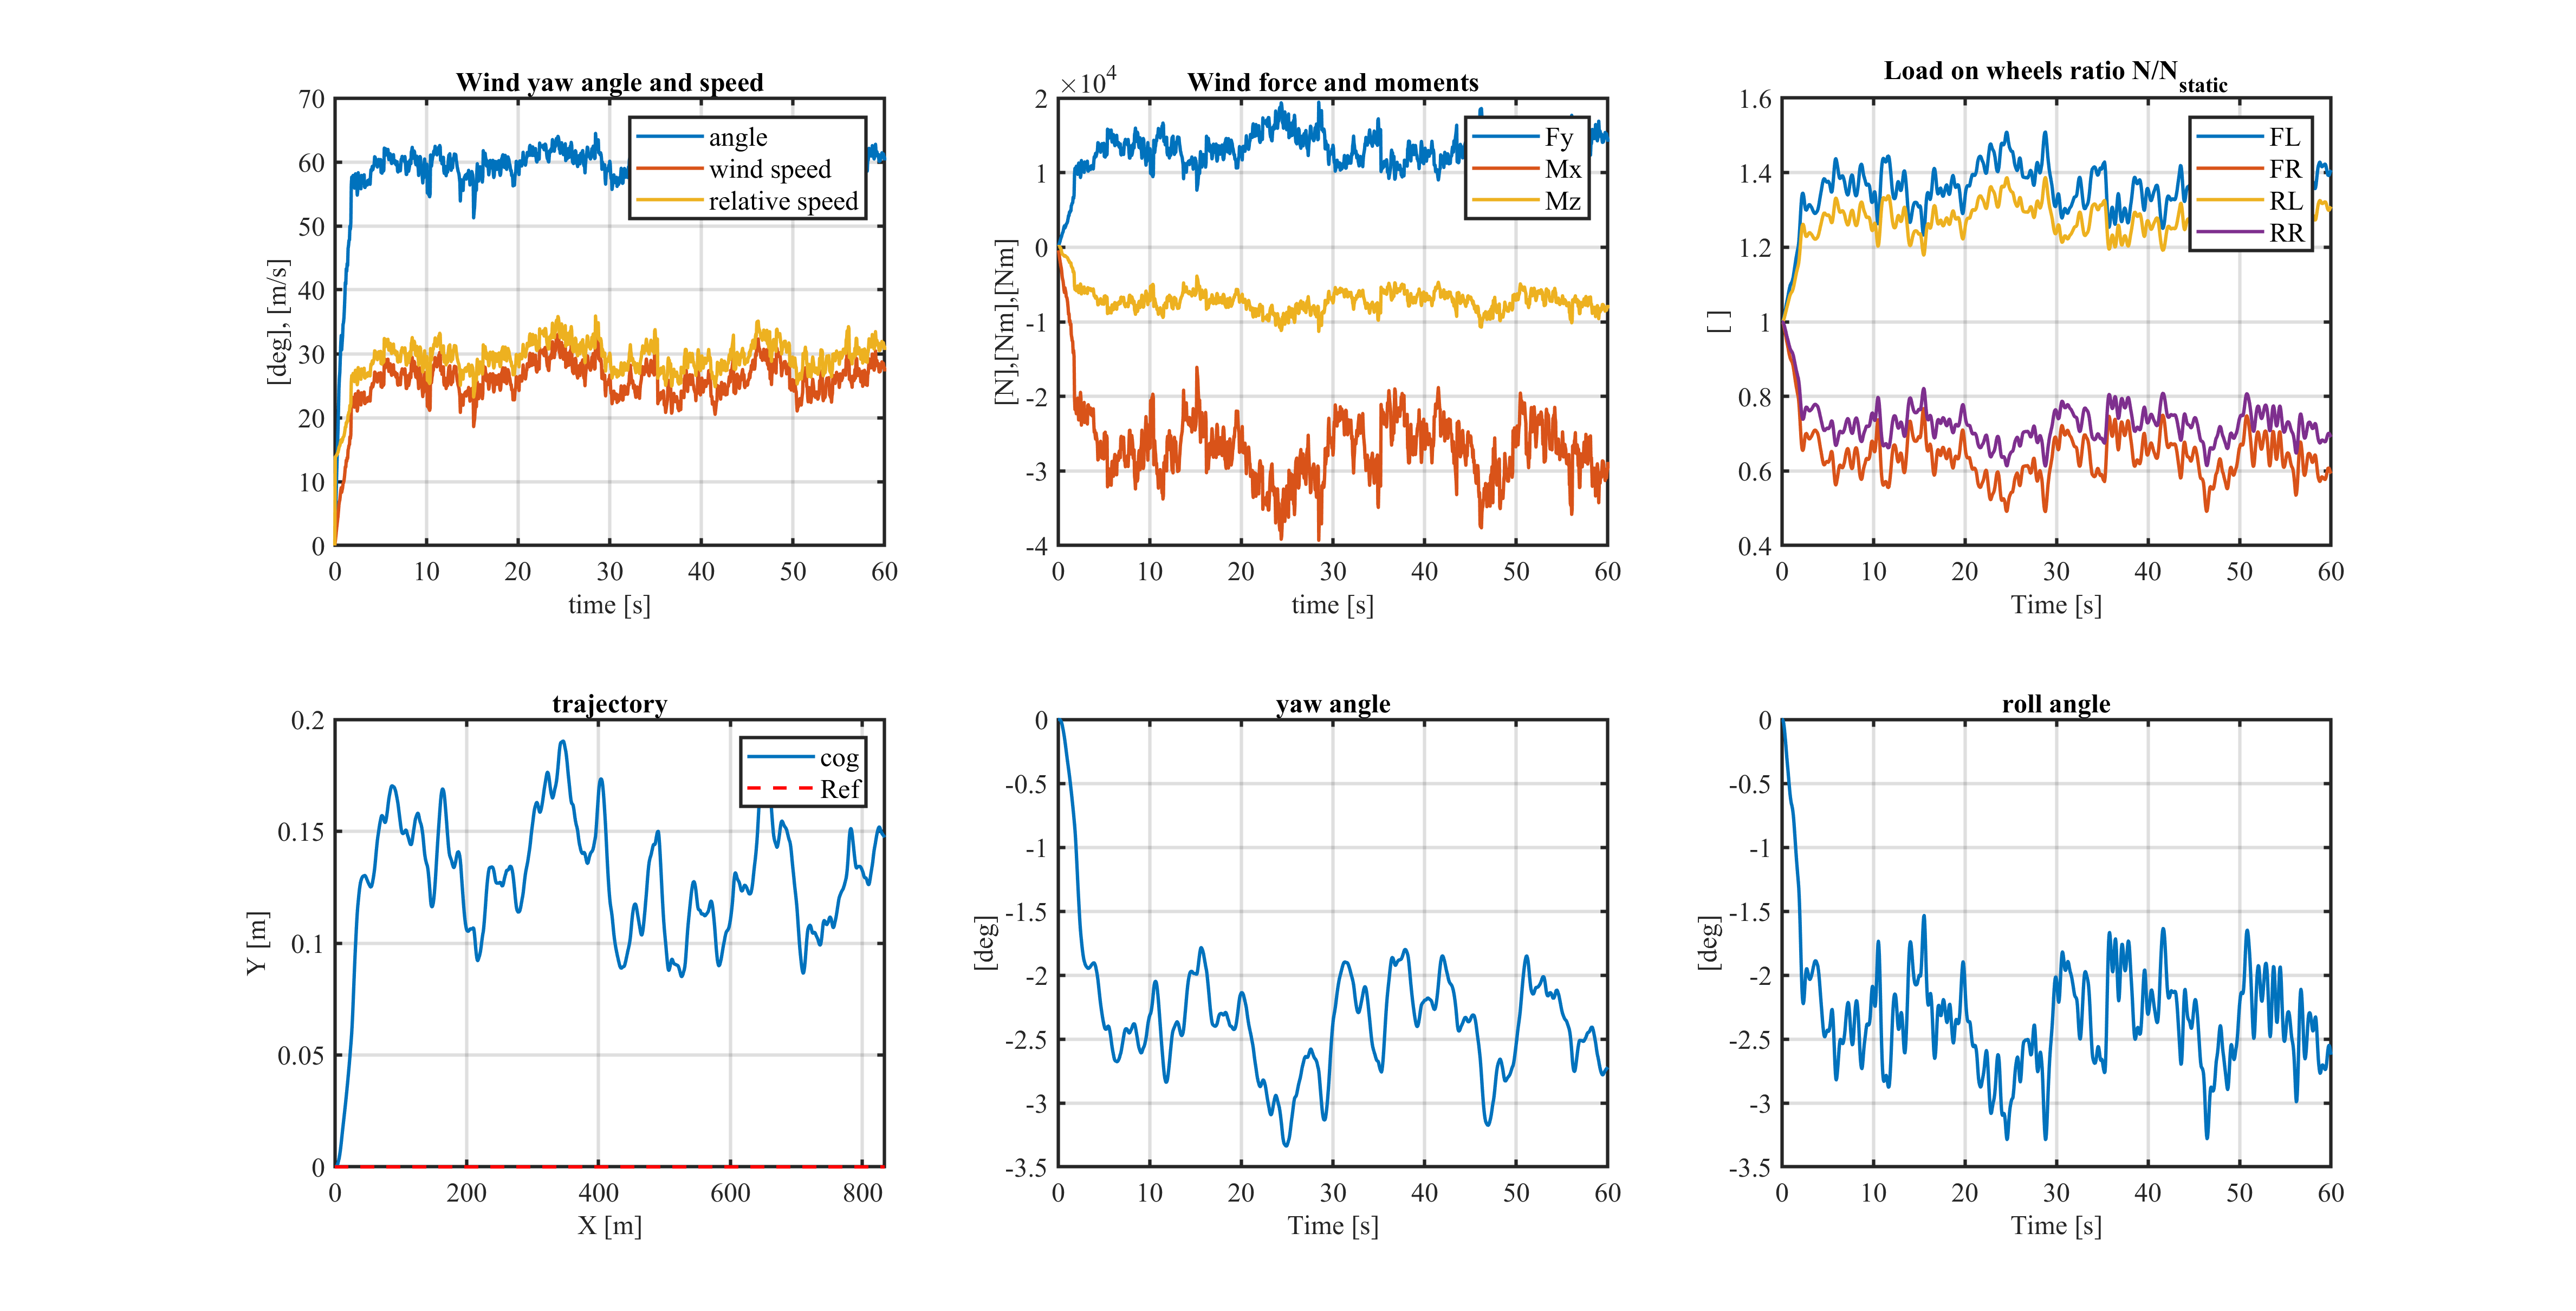 Wind yaw angle and speed
70
60
50
40
30
20
10
0
[deg], [m/s]
angle
wind speed
relative speed
0 10 20 30 40 50 60
time [s]
Wind force and moments
×10^4
2
1
0
-1
-2
-3
-4
[N],[Nm],[Nm]
Fy
Mx
Mz
0 10 20 30 40 50 60
time [s]
Load on wheels ratio N/N_static
1.6
1.4
1.2
1
0.8
0.6
0.4
[ ]
FL
FR
RL
RR
0 10 20 30 40 50 60
Time [s]
trajectory
0.2
0.15
0.1
0.05
0
Y [m]
cog
Ref
0 200 400 600 800
X [m]
yaw angle
0
-0.5
-1
-1.5
-2
-2.5
-3
-3.5
[deg]
0 10 20 30 40 50 60
Time [s]
roll angle
0
-0.5
-1
-1.5
-2
-2.5
-3
-3.5
[deg]
0 10 20 30 40 50 60
Time [s]